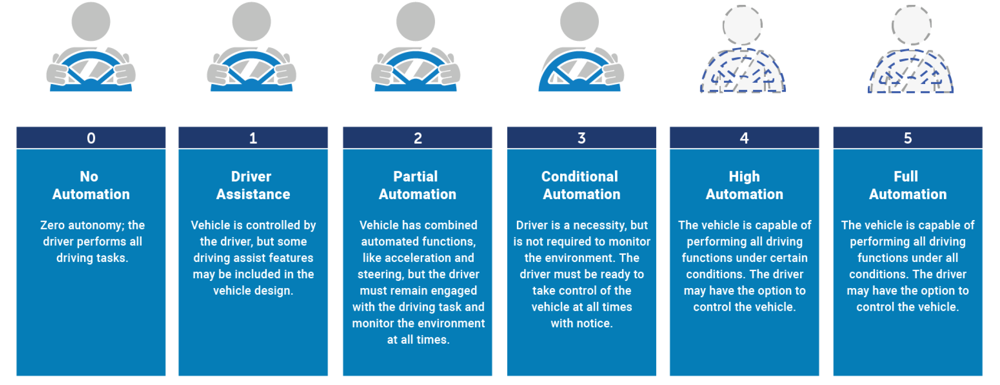 0
No
Automation
Zero autonomy; the
driver performs all
driving tasks.
1
Driver
Assistance
Vehicle is controlled by
the driver, but some
driving assist features
may be included in the
vehicle design.
2
Partial
Automation
Vehicle has combined
automated functions,
like acceleration and
steering, but the driver
must remain engaged
with the driving task and
monitor the environment
at all times.
3
Conditional
Automation
Driver is a necessity, but
is not required to monitor
the environment. The
driver must be ready to
take control of the
vehicle at all times
with notice.
4
High
Automation
The vehicle is capable of
performing all driving
functions under certain
conditions. The driver
may have the option to
control the vehicle.
5
Full
Automation
The vehicle is capable of
performing all driving
functions under all
conditions. The driver
may have the option to
control the vehicle.